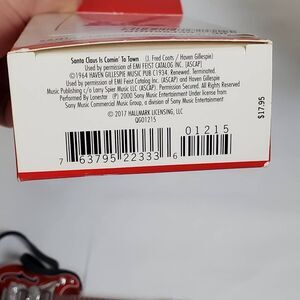 Santa Claus Is Comin' To Town (J. Fred Coots / Haven Gillespie)
Used by permission of EMI FEIST CATALOG INC. (ASCAP)
©1964 HAVEN GILLESPIE MUSIC PUB C1934. Renewed. Terminated.
Used by permission of EMI Feist Catalog Inc. (ASCAP) and Haven Gillespie
Music Publishing c/o Larry Spier Music LLC (ASCAP). Permission Secured. All Rights Reserved.
Performed By Lonestar (P) 2000 Sony Music Entertainment Under license from
Sony Music Commercial Music Group, a division of Sony Music Entertainment
© 2017 HALLMARK LICENSING, LLC
QGO1215
01215
7 63795 22333 6
$17.95